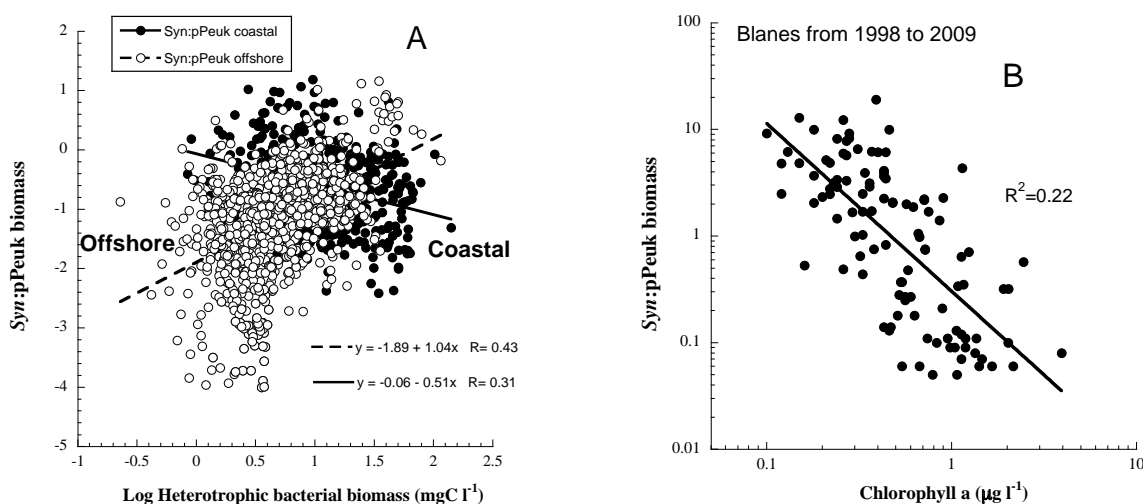 Syn:pPeuk coastal
Syn:pPeuk offshore
A
2
1
0
-1
-2
-3
-4
-5
Syn:pPeuk biomass
Offshore
Coastal
y = -1.89 + 1.04x R= 0.43
y = -0.06 - 0.51x R= 0.31
-1
-0.5
0
0.5
1
1.5
2
2.5
Log Heterotrophic bacterial biomass (mgC l⁻¹)
Blanes from 1998 to 2009
B
100
10
1
0.1
0.01
Syn:pPeuk biomass
R²=0.22
0.1
1
10
Chlorophyll a (µg l⁻¹)